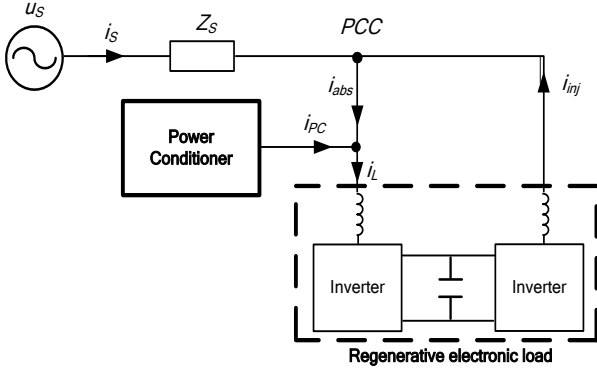 u_S
i_S
Z_S
PCC
i_abs
i_inj
Power
Conditioner
i_PC
i_L
Inverter
Inverter
Regenerative electronic load